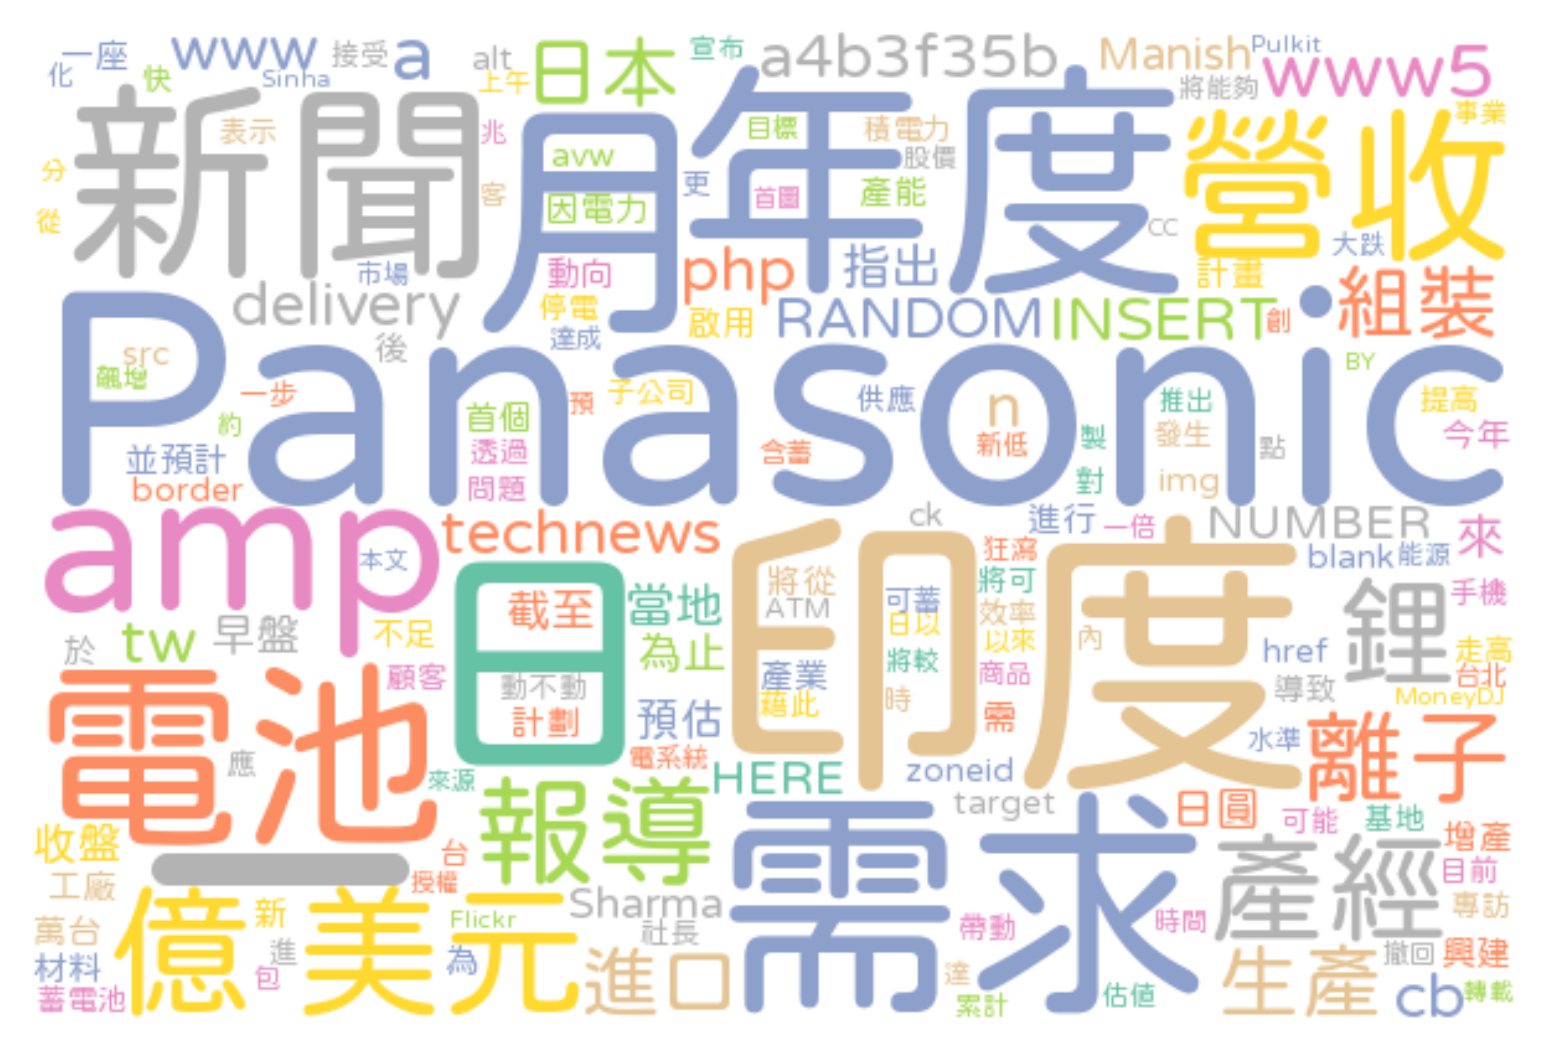 一座 www 接受 a alt 日本 宣布 a4b3f35b Manish Pulkit www5
化 快 Sinha 上午 將能夠
新聞 表示 兆 月 年度 目標 積電力 股價 營收 事業
分 從 客 avw 因電力 更 首圖 產能 cc 大跌
市場 動向 php 指出 計畫
delivery 停電 達成 啟用 RANDOM INSERT 創 組裝
後 src 飆增 BY
Panasonic
一步 約 首個 預 子公司 供應 n 新低 製 推出 發生 點 提高 今年
並預計 border 透過 問題 含蓄 對 img
amp technews ck 進行 一倍 NUMBER 來
本文 狂瀉 blank 能源
日 截至 當地 印度 將從 ATM 可蓄 日以 將可 效率 以來 內 鋰 手機
於 tw 早盤 不足 為止 將較 href 走高
顧客 動不動 計劃 預估 產業 藉此 時 商品 需 導致 台北 MoneyDJ
電池 應 來源 電系統 HERE zoneid 水準 離子
報導 需求 target 日圓 可能 基地 增產
收盤 台 授權 產經 目前
工廠 億美元 新 Flickr Sharma 社長 帶動 時間 專訪
萬台 進 為 撤回 興建
材料 包 進口 達 生產 cb 轉載
蓄電池 累計 估值